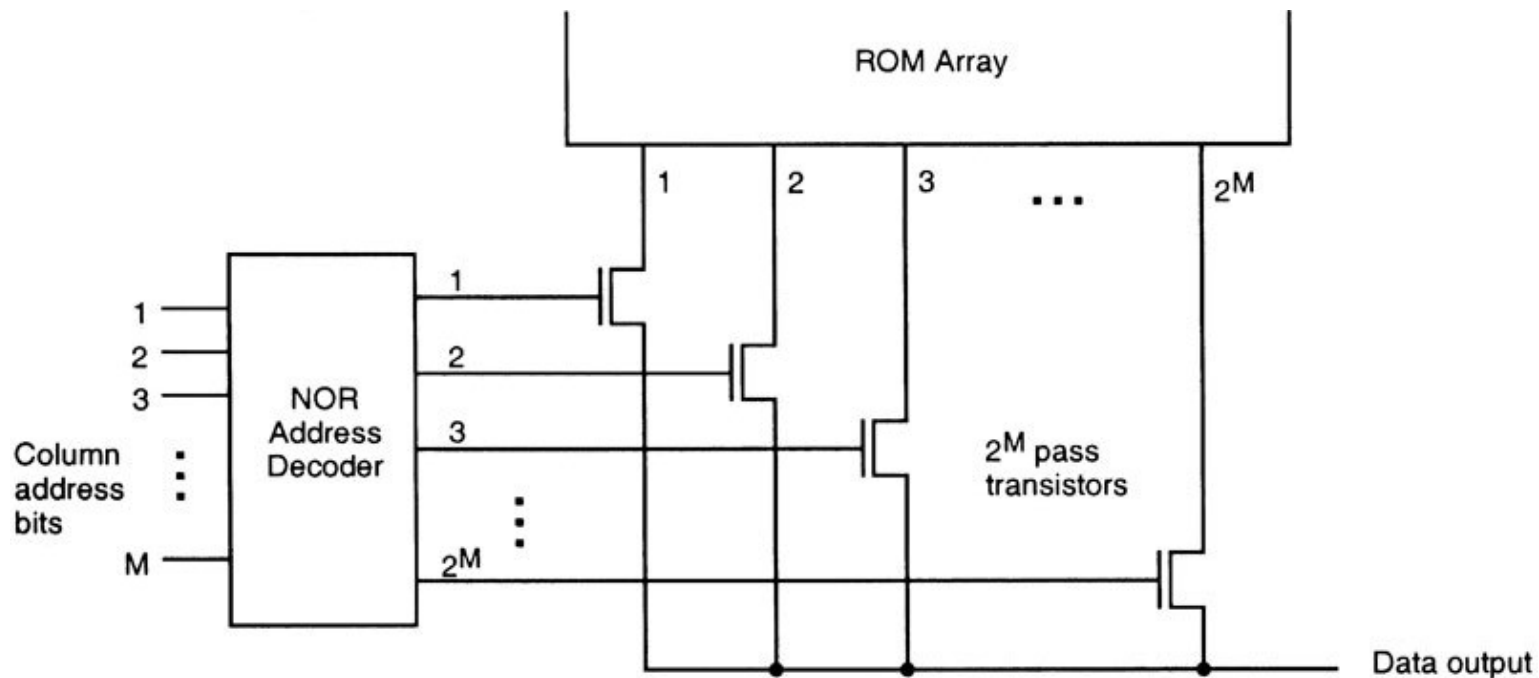 ROM Array
1
2
3
...
2^M
1
2
3
⋮
M
Column
address
bits
NOR
Address
Decoder
1
2
3
⋮
2^M
2^M pass
transistors
Data output